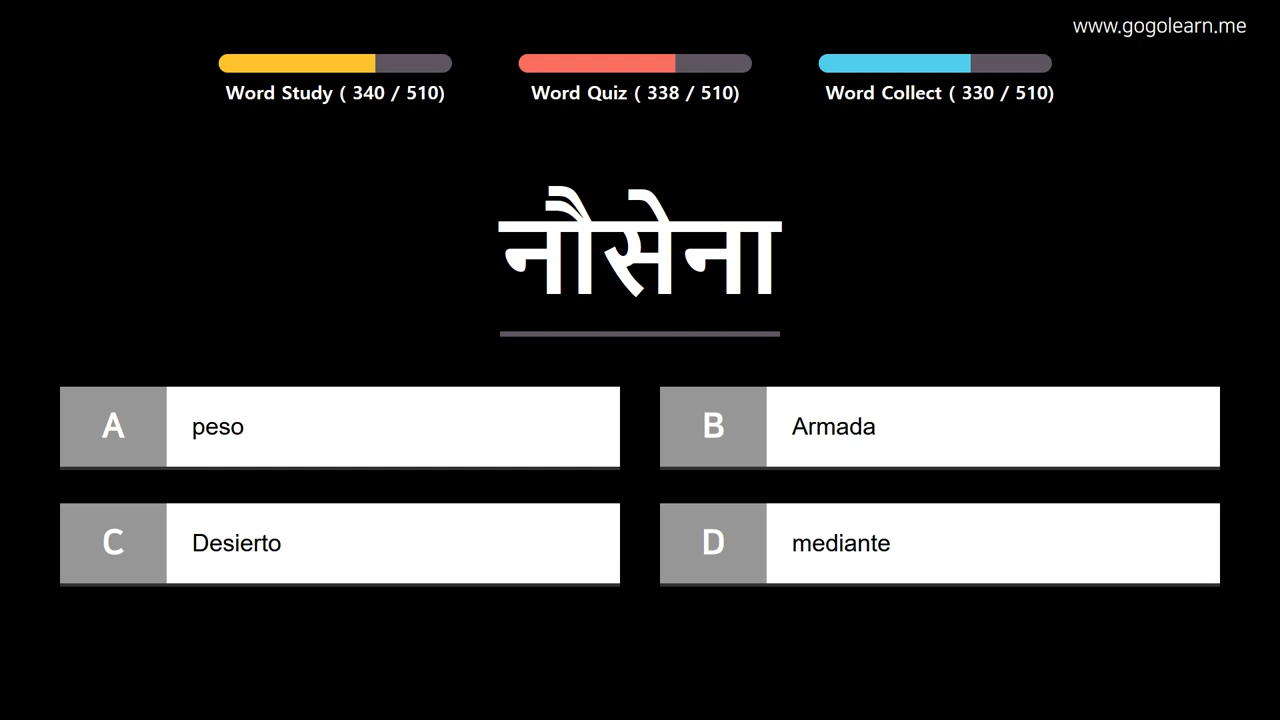 www.gogolearn.me
Word Study ( 340 / 510)
Word Quiz ( 338 / 510)
Word Collect ( 330 / 510)
नौसेना
A peso
B Armada
C Desierto
D mediante